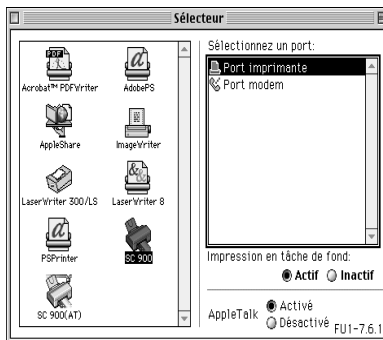 Sélecteur
Acrobat™ PDFWriter
AdobePS
AppleShare
ImageWriter
LaserWriter 300/LS
LaserWriter 8
PSPrinter
SC 900
SC 900(AT)
Sélectionnez un port:
Port imprimante
Port modem
Impression en tâche de fond:
Actif Inactif
AppleTalk
Activé
Désactivé
FU1-7.6.1